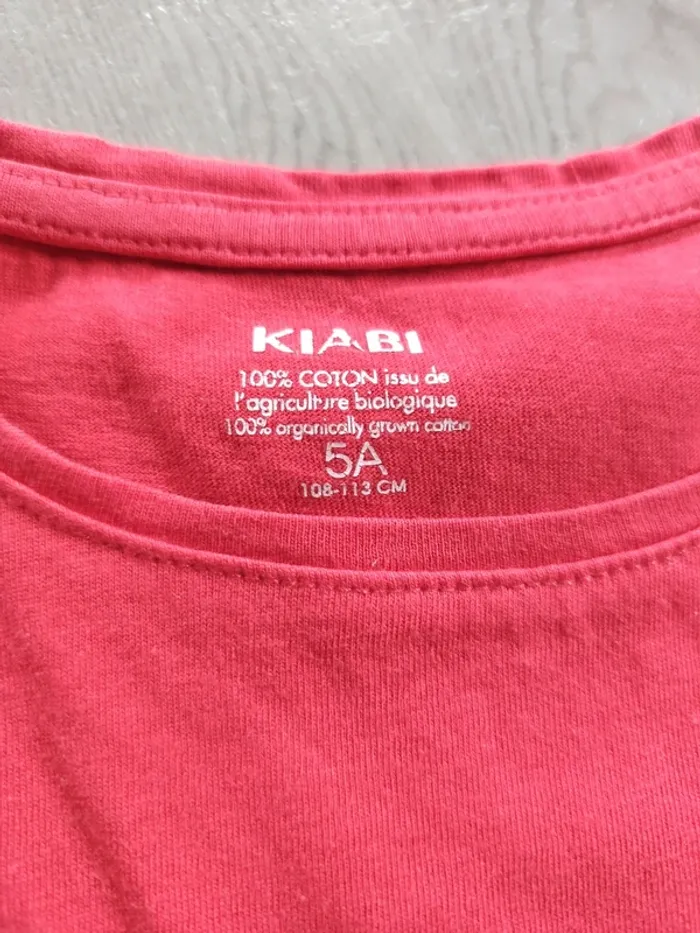 KIABI
100% COTON issu de
l'agriculture biologique
100% organically grown cotton
5A
108-113 CM